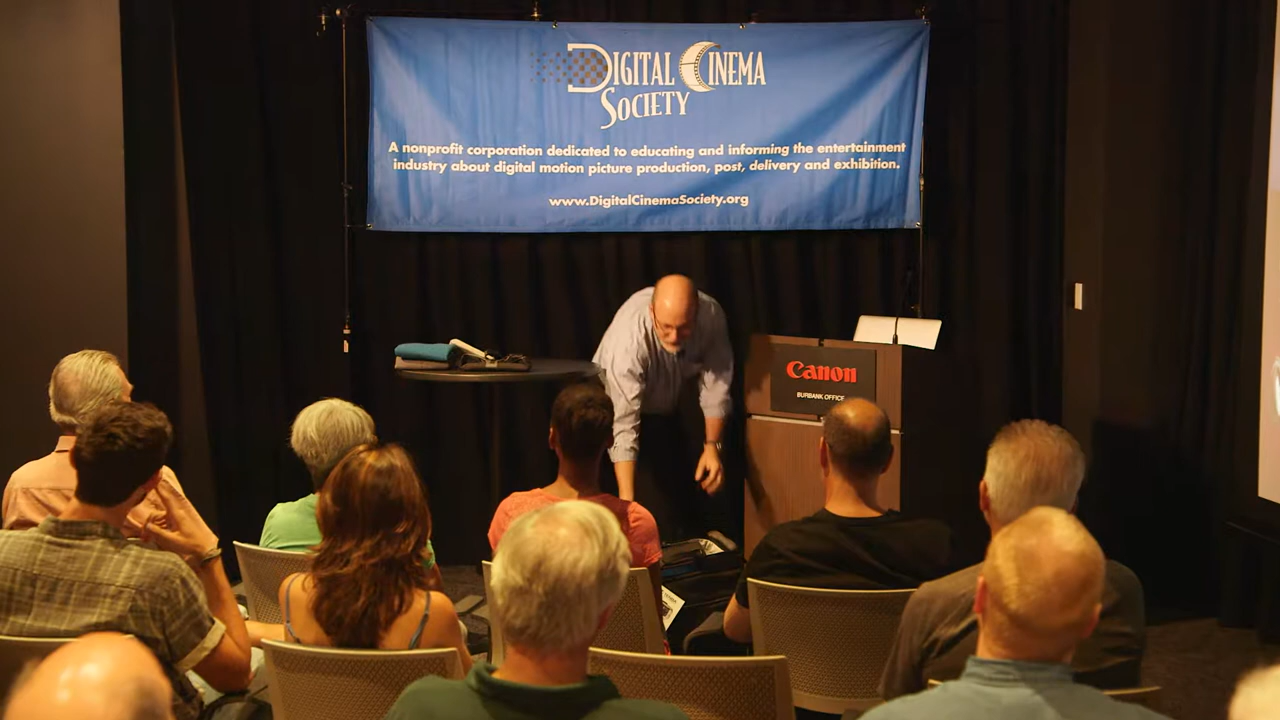 DIGITAL CINEMA
SOCIETY
A nonprofit corporation dedicated to educating and informing the entertainment
industry about digital motion picture production, post, delivery and exhibition.
www.DigitalCinemaSociety.org
Canon
BURBANK OFFICE